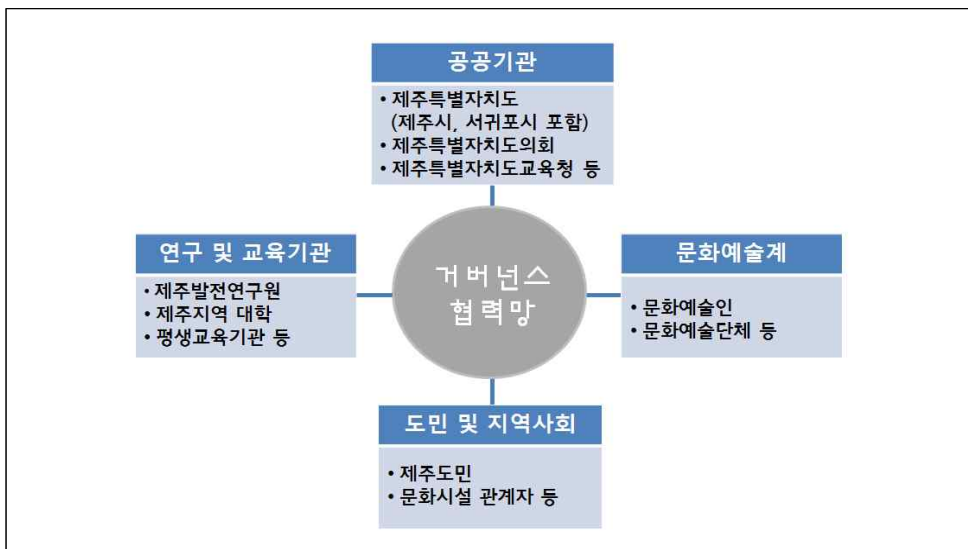 공공기관
• 제주특별자치도
(제주시, 서귀포시 포함)
• 제주특별자치도의회
• 제주특별자치도교육청 등
연구 및 교육기관
• 제주발전연구원
• 제주지역 대학
• 평생교육기관 등
거버넌스
협력망
문화예술계
• 문화예술인
• 문화예술단체 등
도민 및 지역사회
• 제주도민
• 문화시설 관계자 등